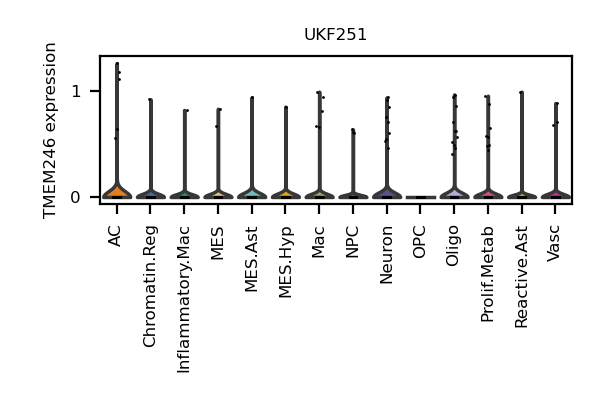 UKF251
TMEM246 expression
1
0
AC
Chromatin.Reg
Inflammatory.Mac
MES
MES.Ast
MES.Hyp
Mac
NPC
Neuron
OPC
Oligo
Prolif.Metab
Reactive.Ast
Vasc